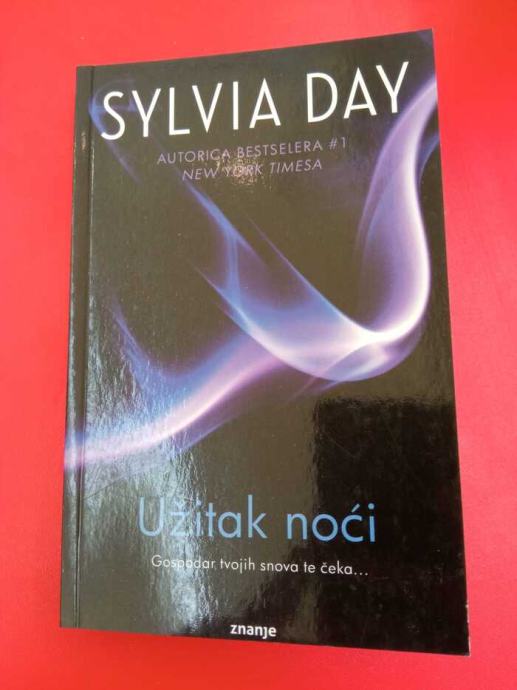 SYLVIA DAY
AUTORICA BESTSELERA #1
NEW YORK TIMESA
Užitak noći
Gospodar tvojih snova te čeka...
znanje